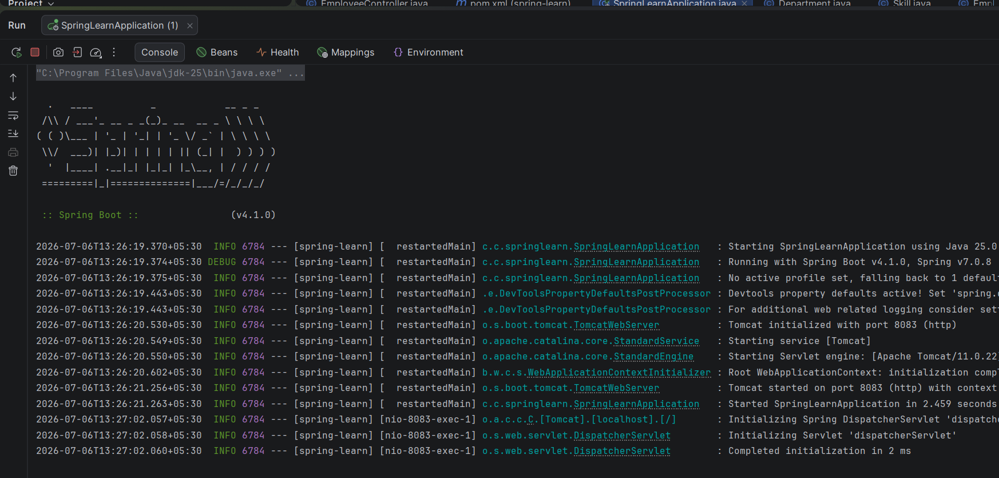 Project EmployeeController.java pom.xml (spring-learn) SpringLearnApplication.java Department.java Skill.java
Run SpringLearnApplication (1)
Console Beans Health Mappings Environment
"C:\Program Files\Java\jdk-25\bin\java.exe" ...
  .   ____          _            __ _ _
 /\\ / ___'_ __ _ _(_)_ __  __ _ \ \ \ \
( ( )\___ | '_ | '_| | '_ \/ _` | \ \ \ \
 \\/  ___)| |_)| | | | | || (_| |  ) ) ) )
  '  |____| .__|_| |_|_| |_\__, | / / / /
 =========|_|==============|___/=/_/_/_/
 :: Spring Boot ::                (v4.1.0)
2026-07-06T13:26:19.370+05:30  INFO 6784 --- [spring-learn] [  restartedMain] c.c.springlearn.SpringLearnApplication   : Starting SpringLearnApplication using Java 25.0
2026-07-06T13:26:19.374+05:30 DEBUG 6784 --- [spring-learn] [  restartedMain] c.c.springlearn.SpringLearnApplication   : Running with Spring Boot v4.1.0, Spring v7.0.8
2026-07-06T13:26:19.375+05:30  INFO 6784 --- [spring-learn] [  restartedMain] c.c.springlearn.SpringLearnApplication   : No active profile set, falling back to 1 defaul
2026-07-06T13:26:19.443+05:30  INFO 6784 --- [spring-learn] [  restartedMain] .e.DevToolsPropertyDefaultsPostProcessor : Devtools property defaults active! Set 'spring.
2026-07-06T13:26:19.443+05:30  INFO 6784 --- [spring-learn] [  restartedMain] .e.DevToolsPropertyDefaultsPostProcessor : For additional web related logging consider set
2026-07-06T13:26:20.530+05:30  INFO 6784 --- [spring-learn] [  restartedMain] o.s.boot.tomcat.TomcatWebServer          : Tomcat initialized with port 8083 (http)
2026-07-06T13:26:20.549+05:30  INFO 6784 --- [spring-learn] [  restartedMain] o.apache.catalina.core.StandardService   : Starting service [Tomcat]
2026-07-06T13:26:20.550+05:30  INFO 6784 --- [spring-learn] [  restartedMain] o.apache.catalina.core.StandardEngine    : Starting Servlet engine: [Apache Tomcat/11.0.22]
2026-07-06T13:26:20.602+05:30  INFO 6784 --- [spring-learn] [  restartedMain] b.w.c.s.WebApplicationContextInitializer : Root WebApplicationContext: initialization compl
2026-07-06T13:26:21.256+05:30  INFO 6784 --- [spring-learn] [  restartedMain] o.s.boot.tomcat.TomcatWebServer          : Tomcat started on port 8083 (http) with context
2026-07-06T13:26:21.263+05:30  INFO 6784 --- [spring-learn] [  restartedMain] c.c.springlearn.SpringLearnApplication   : Started SpringLearnApplication in 2.459 seconds
2026-07-06T13:27:02.057+05:30  INFO 6784 --- [spring-learn] [nio-8083-exec-1] o.a.c.c.C.[Tomcat].[localhost].[/]       : Initializing Spring DispatcherServlet 'dispatche
2026-07-06T13:27:02.058+05:30  INFO 6784 --- [spring-learn] [nio-8083-exec-1] o.s.web.servlet.DispatcherServlet        : Initializing Servlet 'dispatcherServlet'
2026-07-06T13:27:02.060+05:30  INFO 6784 --- [spring-learn] [nio-8083-exec-1] o.s.web.servlet.DispatcherServlet        : Completed initialization in 2 ms